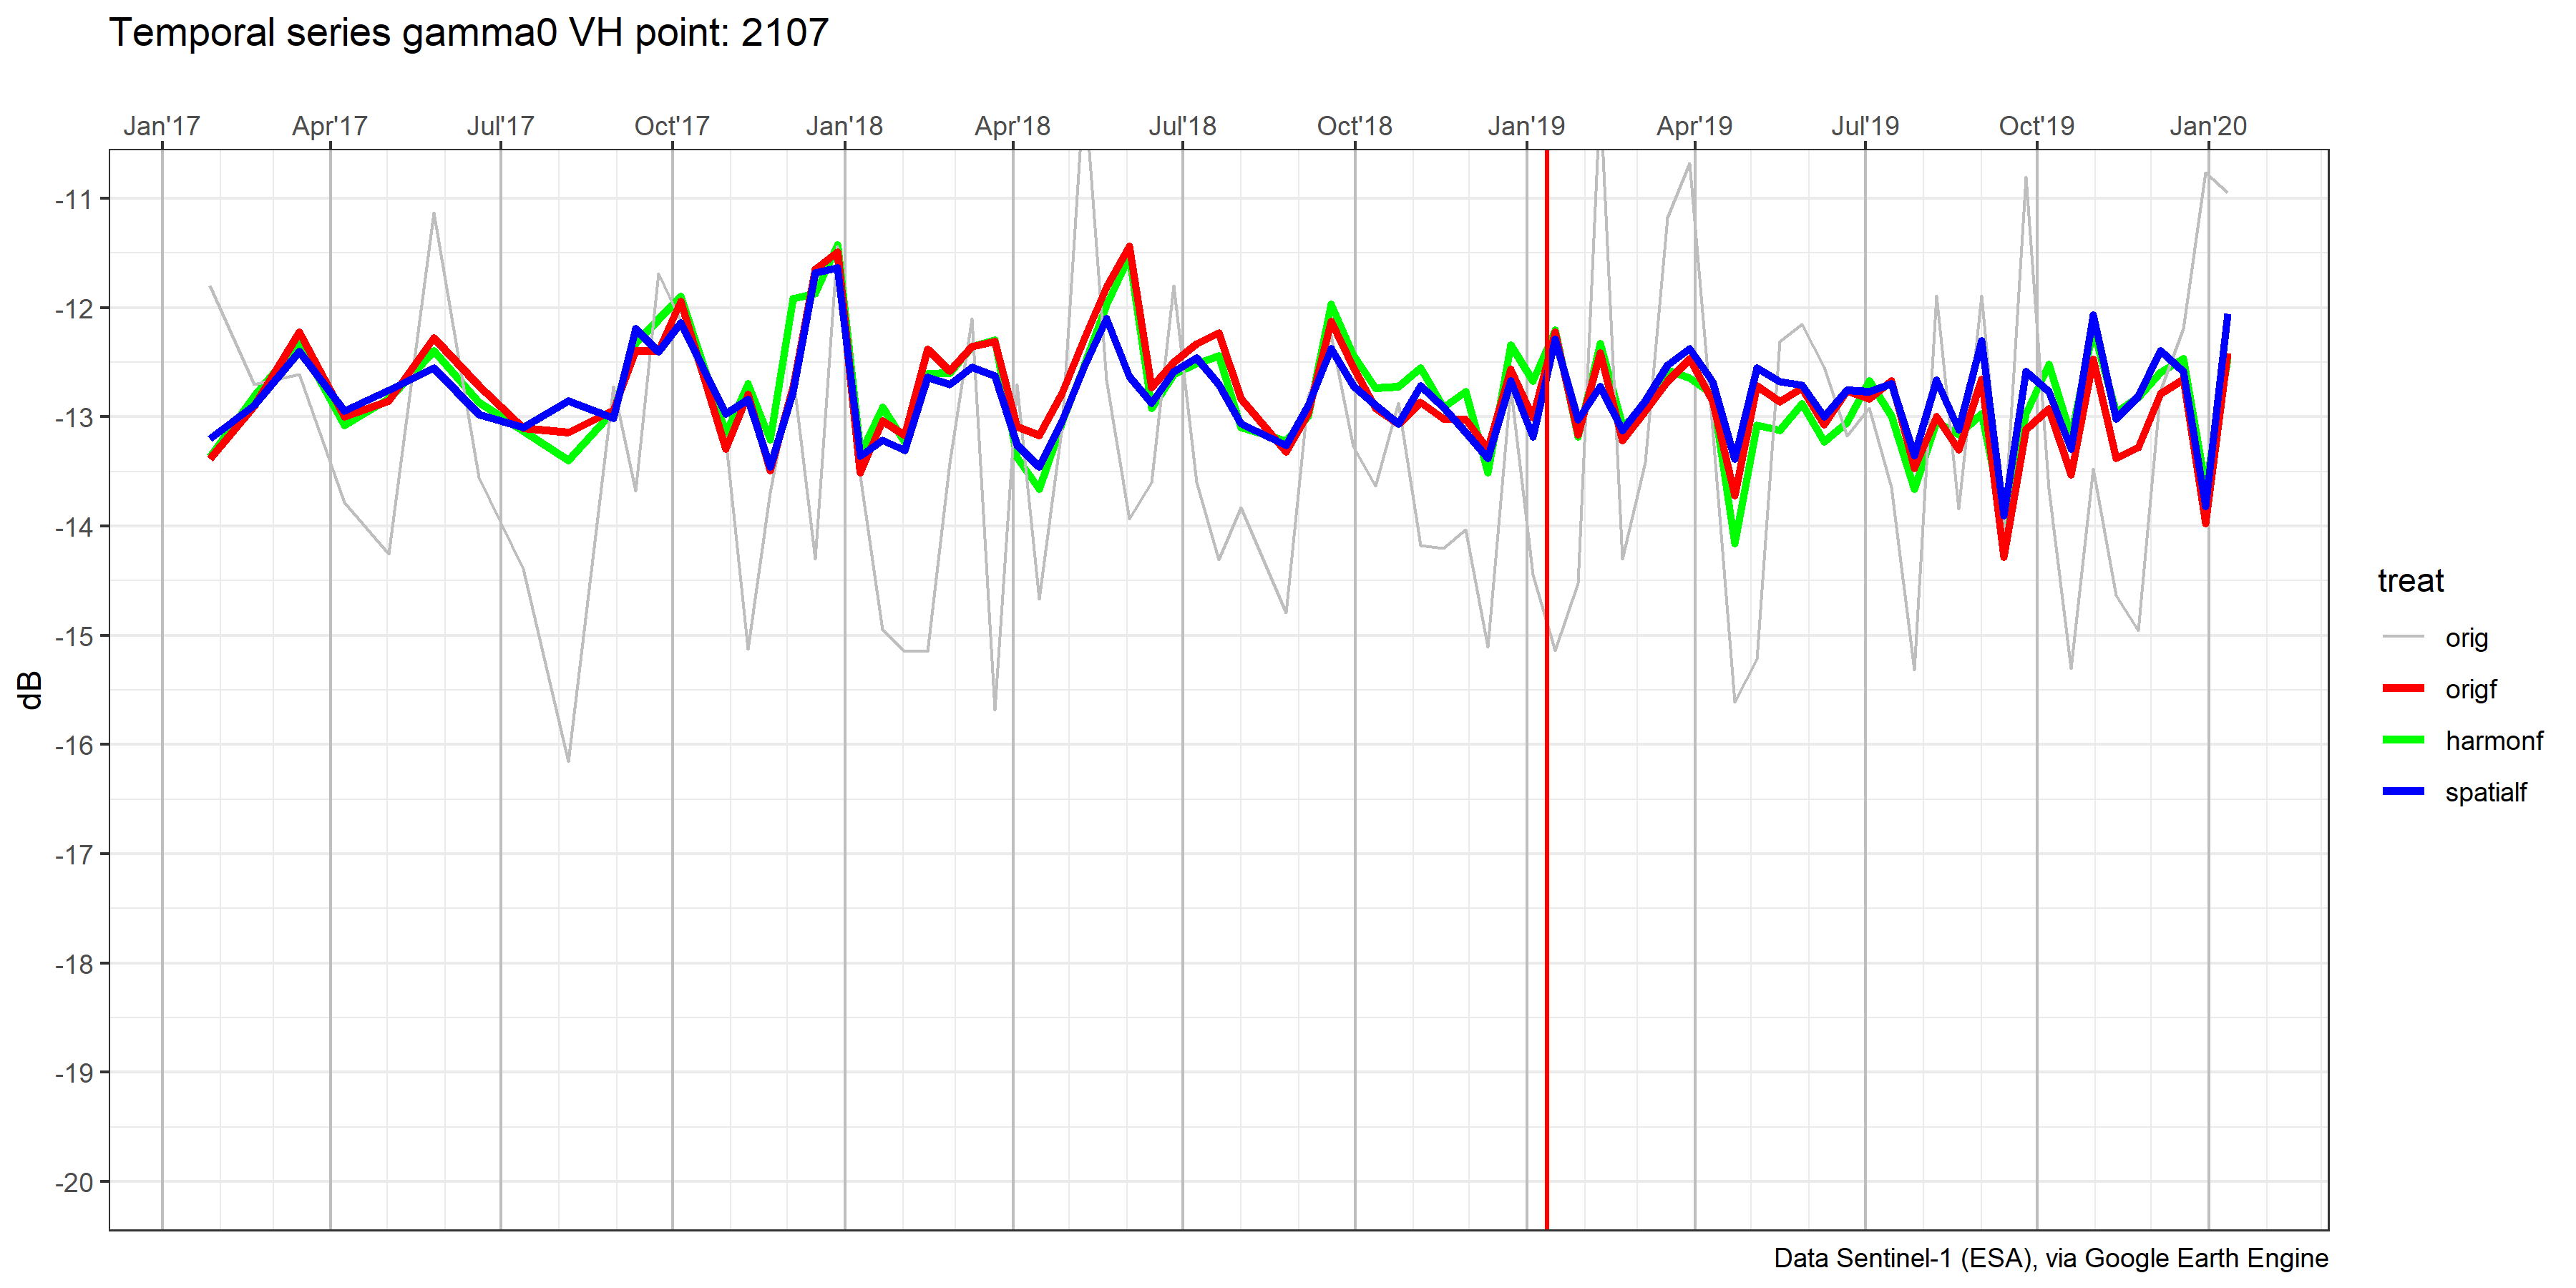 Temporal series gamma0 VH point: 2107
Jan'17 Apr'17 Jul'17 Oct'17 Jan'18 Apr'18 Jul'18 Oct'18 Jan'19 Apr'19 Jul'19 Oct'19 Jan'20
-11
-12
-13
-14
-15
-16
-17
-18
-19
-20
dB
treat
orig
origf
harmonf
spatialf
Data Sentinel-1 (ESA), via Google Earth Engine